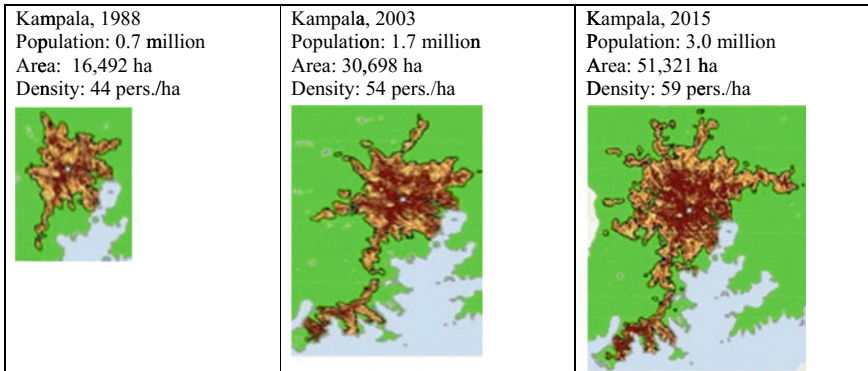 Kampala, 1988
Population: 0.7 million
Area:  16,492 ha
Density: 44 pers./ha
Kampala, 2003
Population: 1.7 million
Area: 30,698 ha
Density: 54 pers./ha
Kampala, 2015
Population: 3.0 million
Area: 51,321 ha
Density: 59 pers./ha